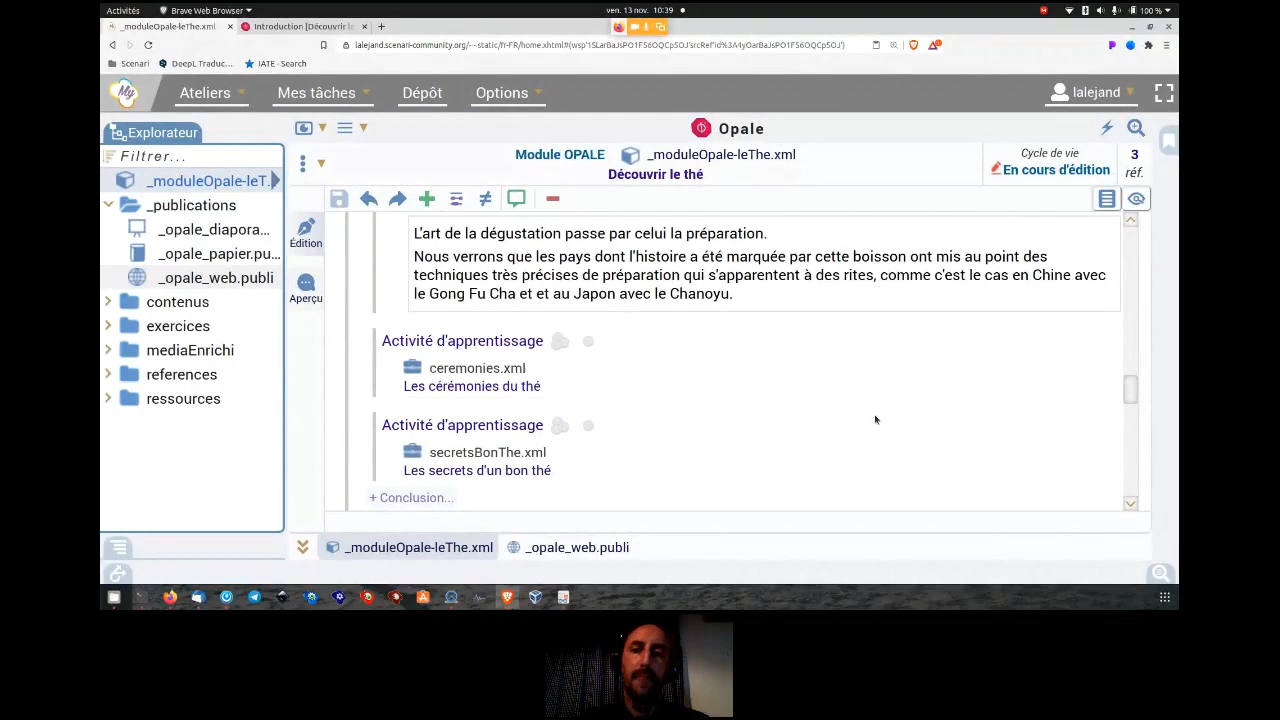 Activités
Brave Web Browser
ven. 13 nov. 10:39
100 %
_moduleOpale-leThe.xml
Introduction [Découvrir le
lalejand.scenari-community.org/
Scenari
DeepL Traduc...
IATE - Search
My
Ateliers
Mes tâches
Dépôt
Options
lalejand
Explorateur
Opale
Filtrer...
Module OPALE
_moduleOpale-leThe.xml
Découvrir le thé
Cycle de vie
En cours d'édition
3
réf.
_moduleOpale-leT.
_publications
_opale_diapora...
_opale_papier.pu...
_opale_web.publi
contenus
exercices
mediaEnrichi
references
ressources
Édition
Aperçu
L'art de la dégustation passe par celui la préparation.
Nous verrons que les pays dont l'histoire a été marquée par cette boisson ont mis au point des
techniques très précises de préparation qui s'apparentent à des rites, comme c'est le cas en Chine avec
le Gong Fu Cha et et au Japon avec le Chanoyu.
Activité d'apprentissage
ceremonies.xml
Les cérémonies du thé
Activité d'apprentissage
secretsBonThe.xml
Les secrets d'un bon thé
+ Conclusion...
_moduleOpale-leThe.xml
_opale_web.publi